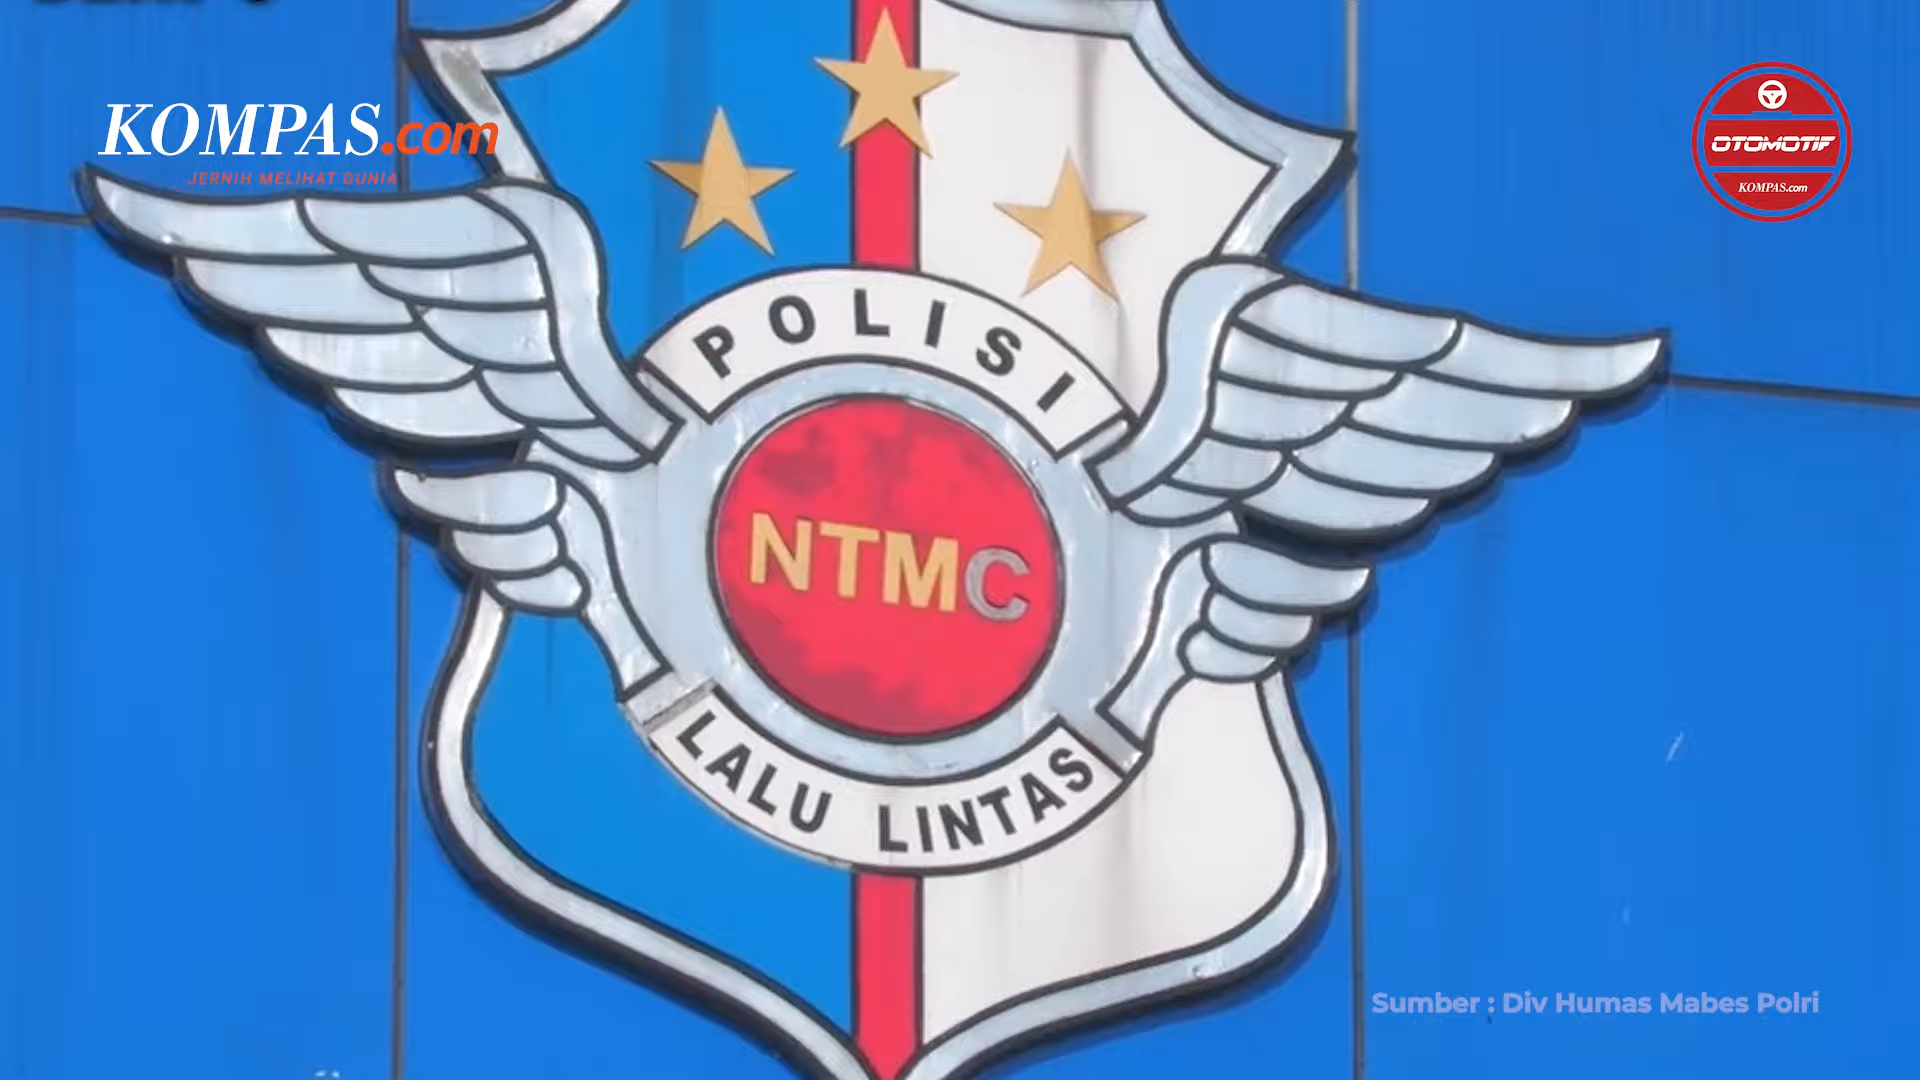 KOMPAS.com
JERNIH MELIHAT DUNIA
OTOMOTIF
KOMPAS.com
POLISI
NTMC
LALU LINTAS
Sumber : Div Humas Mabes Polri